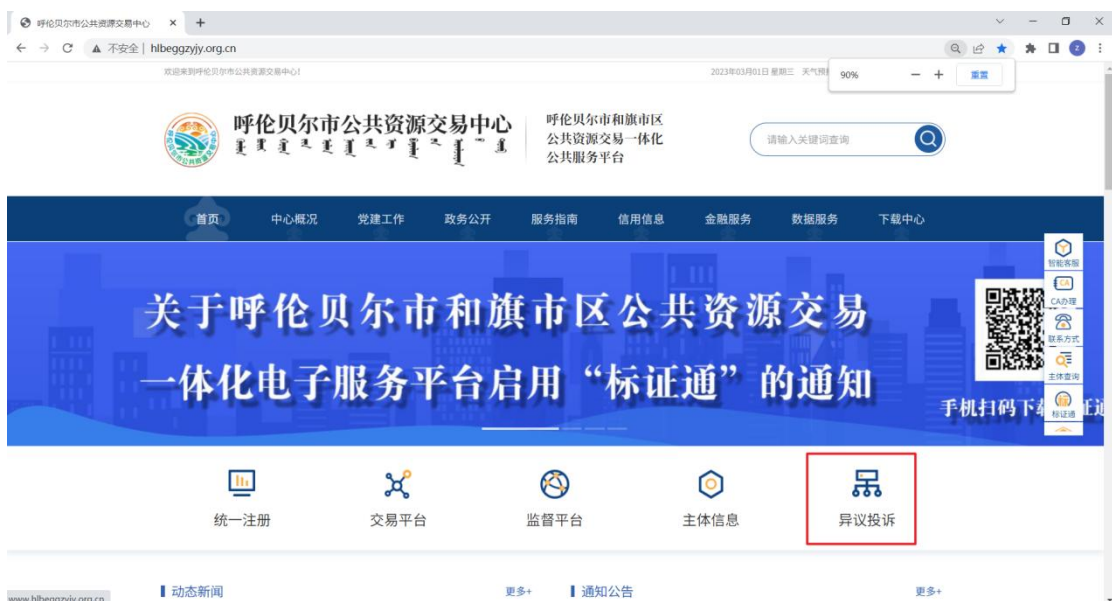 呼伦贝尔市公共资源交易中心
不安全 | hlbeggzyjy.org.cn
欢迎来到呼伦贝尔市公共资源交易中心！
2023年03月01日 星期三 天气预
90%
重置
呼伦贝尔市公共资源交易中心
呼伦贝尔市和旗市区
公共资源交易一体化
公共服务平台
请输入关键词查询
首页 中心概况 党建工作 政务公开 服务指南 信用信息 金融服务 数据服务 下载中心
关于呼伦贝尔市和旗市区公共资源交易
一体化电子服务平台启用“标证通”的通知
手机扫码下
智能客服
CA
CA办理
联系方式
主体查询
标证通
统一注册 交易平台 监督平台 主体信息 异议投诉
动态新闻 更多+ 通知公告 更多+
www.hlbeggzyjy.org.cn